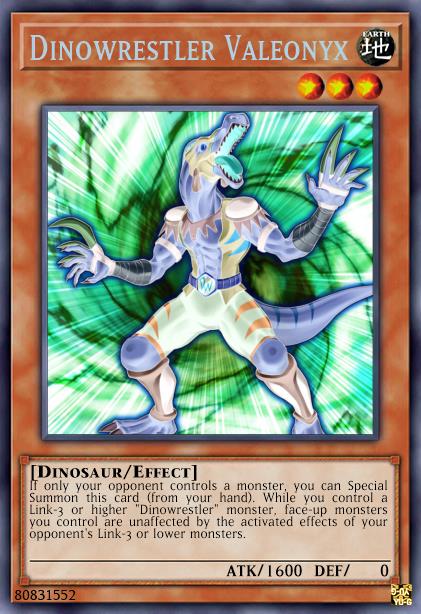 DINOWRESTLER VALEONYX
EARTH
地
W
[DINOSAUR/EFFECT]
If only your opponent controls a monster, you can Special
Summon this card (from your hand). While you control a
Link-3 or higher "Dinowrestler" monster, face-up monsters
you control are unaffected by the activated effects of your
opponent's Link-3 or lower monsters.
ATK/1600 DEF/ 0
80831552